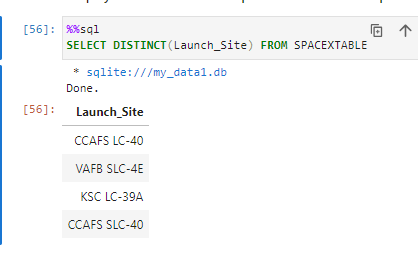 [56]: %%sql
SELECT DISTINCT(Launch_Site) FROM SPACEXTABLE
* sqlite:///my_data1.db
Done.
[56]: Launch_Site
CCAFS LC-40
VAFB SLC-4E
KSC LC-39A
CCAFS SLC-40